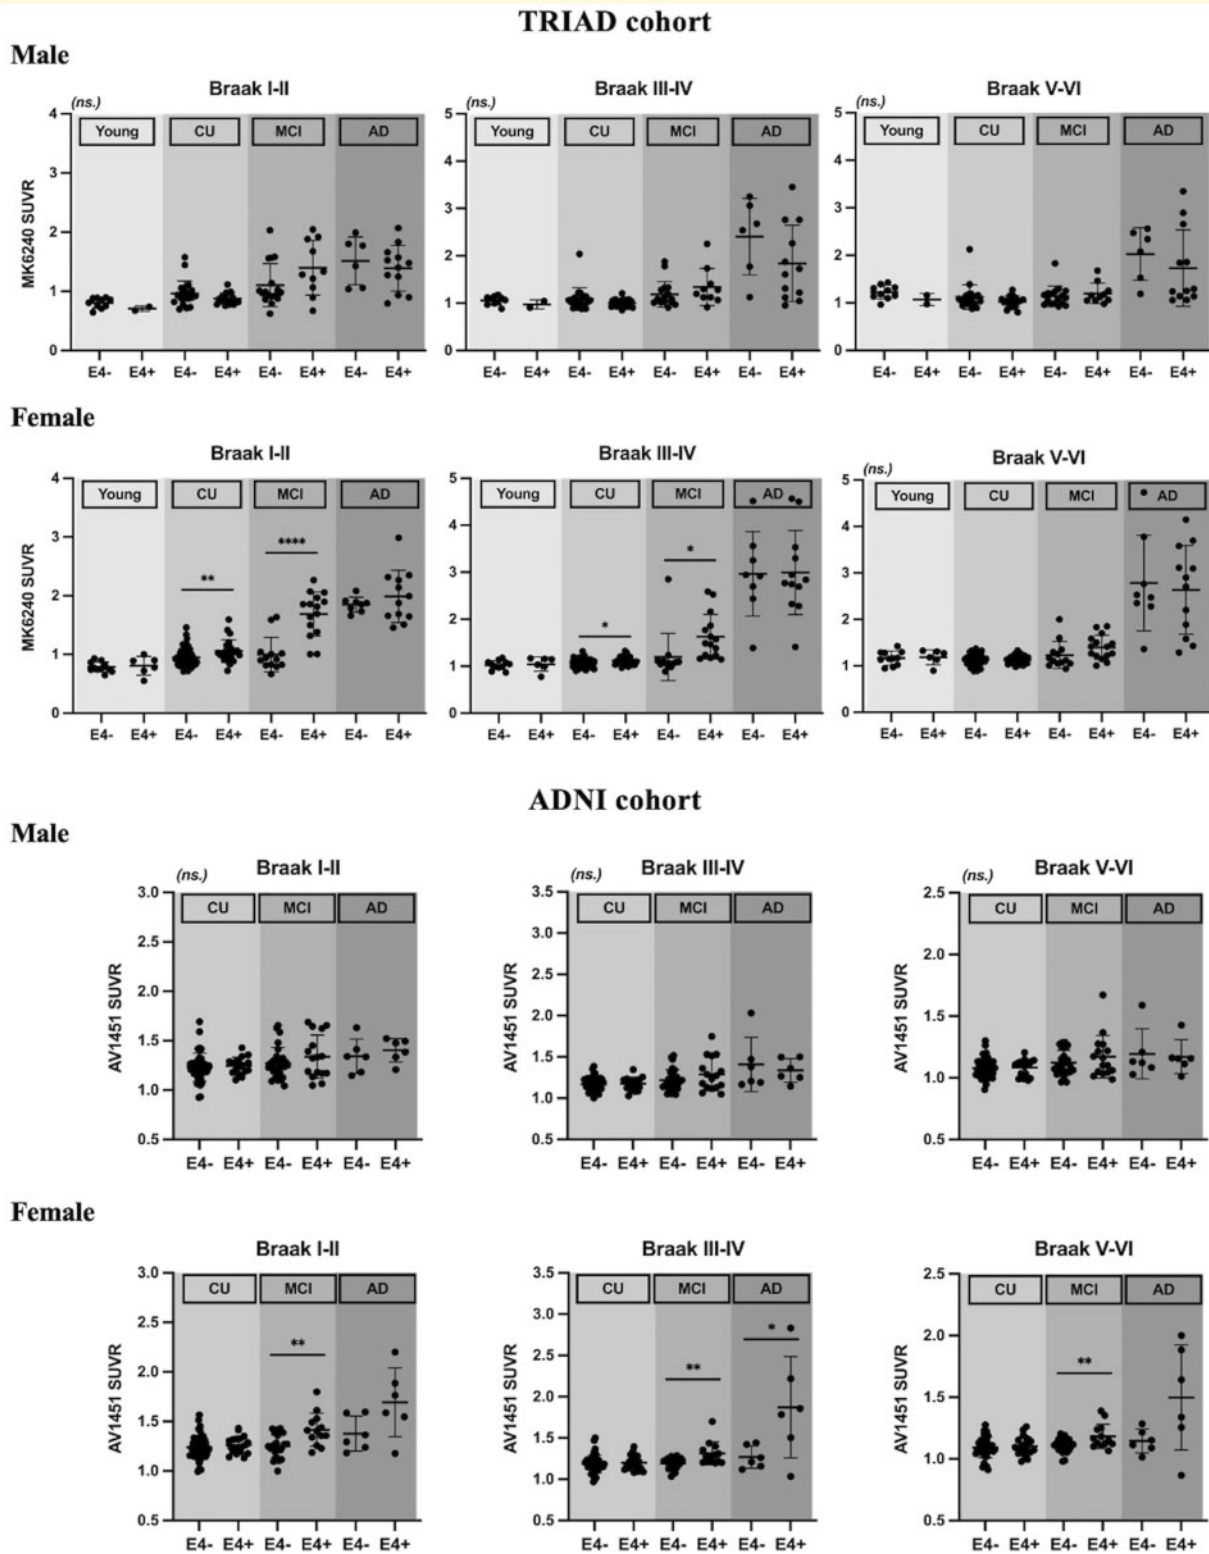 TRIAD cohort
Male
Braak I-II
Braak III-IV
Braak V-VI
(ns.)
(ns.)
(ns.)
4
3
2
1
0
5
4
3
2
1
0
5
4
3
2
1
0
MK6240 SUVR
Young CU MCI AD
Young CU MCI AD
Young CU MCI AD
E4- E4+ E4- E4+ E4- E4+ E4- E4+
E4- E4+ E4- E4+ E4- E4+ E4- E4+
E4- E4+ E4- E4+ E4- E4+ E4- E4+
Female
Braak I-II
Braak III-IV
Braak V-VI
(ns.)
4
3
2
1
0
5
4
3
2
1
0
5
4
3
2
1
0
MK6240 SUVR
Young CU MCI AD
Young CU MCI AD
Young CU MCI AD
** ****
* *
E4- E4+ E4- E4+ E4- E4+ E4- E4+
E4- E4+ E4- E4+ E4- E4+ E4- E4+
E4- E4+ E4- E4+ E4- E4+ E4- E4+
ADNI cohort
Male
Braak I-II
Braak III-IV
Braak V-VI
(ns.)
(ns.)
(ns.)
3.0
2.5
2.0
1.5
1.0
0.5
3.5
3.0
2.5
2.0
1.5
1.0
0.5
2.5
2.0
1.5
1.0
0.5
AV1451 SUVR
AV1451 SUVR
AV1451 SUVR
CU MCI AD
CU MCI AD
CU MCI AD
E4- E4+ E4- E4+ E4- E4+
E4- E4+ E4- E4+ E4- E4+
E4- E4+ E4- E4+ E4- E4+
Female
Braak I-II
Braak III-IV
Braak V-VI
3.0
2.5
2.0
1.5
1.0
0.5
3.5
3.0
2.5
2.0
1.5
1.0
0.5
2.5
2.0
1.5
1.0
0.5
AV1451 SUVR
AV1451 SUVR
AV1451 SUVR
CU MCI AD
CU MCI AD
CU MCI AD
**
** *
**
E4- E4+ E4- E4+ E4- E4+
E4- E4+ E4- E4+ E4- E4+
E4- E4+ E4- E4+ E4- E4+